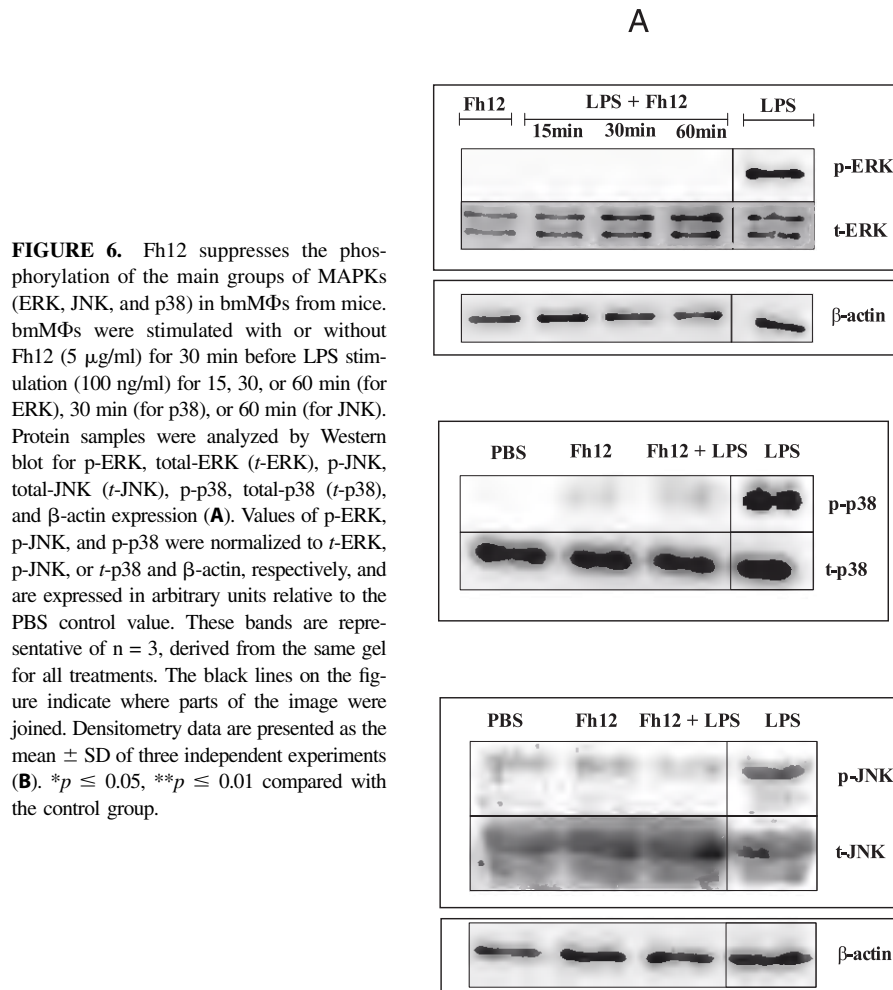 A
Fh12 LPS + Fh12 LPS
15min 30min 60min
p-ERK
t-ERK
β-actin
PBS Fh12 Fh12 + LPS LPS
p-p38
t-p38
PBS Fh12 Fh12 + LPS LPS
p-JNK
t-JNK
β-actin
FIGURE 6. Fh12 suppresses the phos-
phorylation of the main groups of MAPKs
(ERK, JNK, and p38) in bmMΦs from mice.
bmMΦs were stimulated with or without
Fh12 (5 μg/ml) for 30 min before LPS stim-
ulation (100 ng/ml) for 15, 30, or 60 min (for
ERK), 30 min (for p38), or 60 min (for JNK).
Protein samples were analyzed by Western
blot for p-ERK, total-ERK (t-ERK), p-JNK,
total-JNK (t-JNK), p-p38, total-p38 (t-p38),
and β-actin expression (A). Values of p-ERK,
p-JNK, and p-p38 were normalized to t-ERK,
p-JNK, or t-p38 and β-actin, respectively, and
are expressed in arbitrary units relative to the
PBS control value. These bands are repre-
sentative of n = 3, derived from the same gel
for all treatments. The black lines on the fig-
ure indicate where parts of the image were
joined. Densitometry data are presented as the
mean ± SD of three independent experiments
(B). *p ≤ 0.05, **p ≤ 0.01 compared with
the control group.